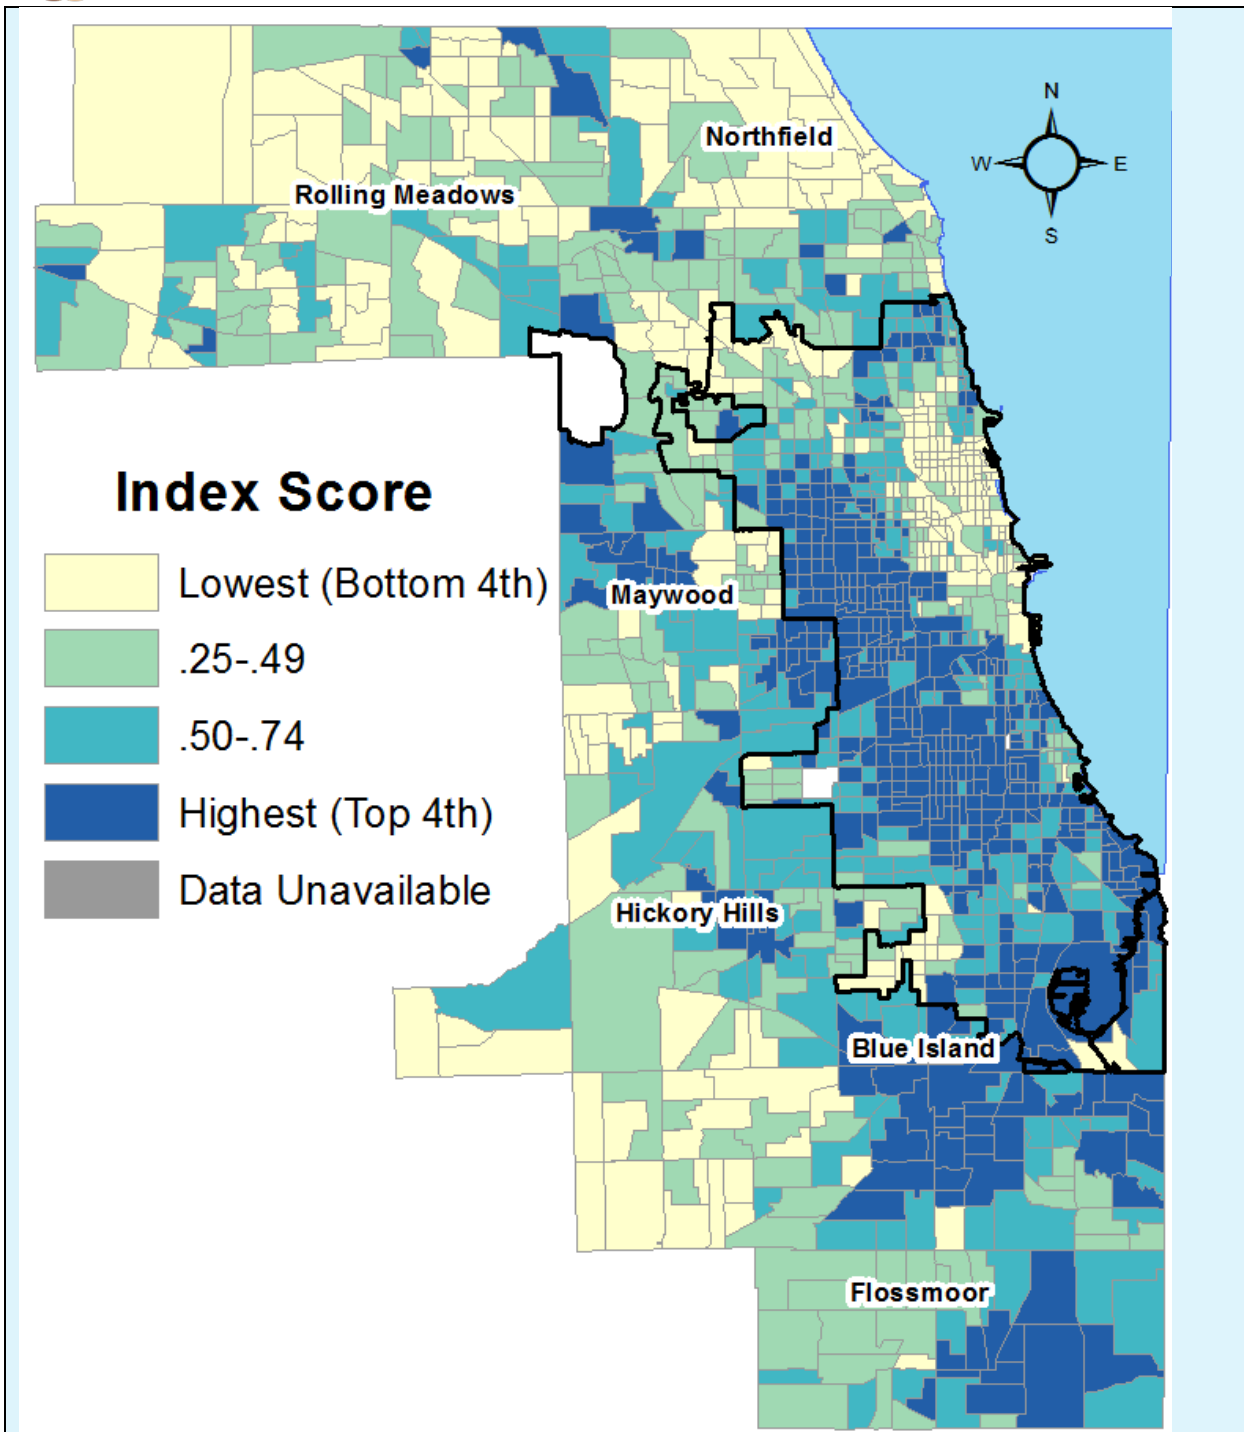 N
W
E
S
Northfield
Rolling Meadows
Index Score
Lowest (Bottom 4th)
.25-.49
.50-.74
Highest (Top 4th)
Data Unavailable
Maywood
Hickory Hills
Blue Island
Flossmoor